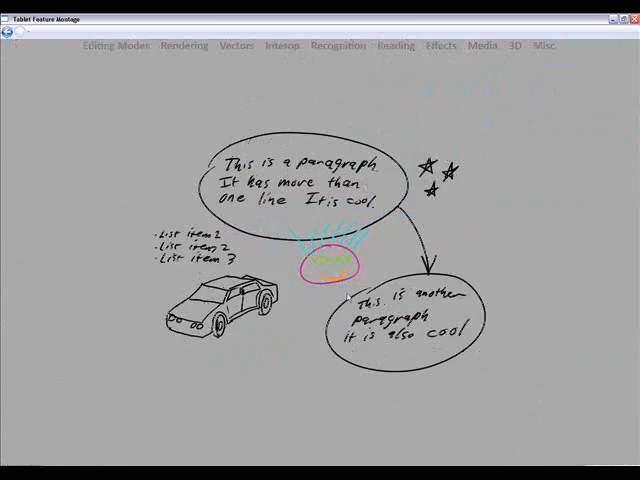 Tablet Feature Montage
Editing Modes Rendering Vectors Interop Recognition Reading Effects Media 3D Misc.
This is a paragraph
It has more than
one line It is cool.
·List item 1
·List item 2
·List item 3
This is another
paragraph
it is also cool